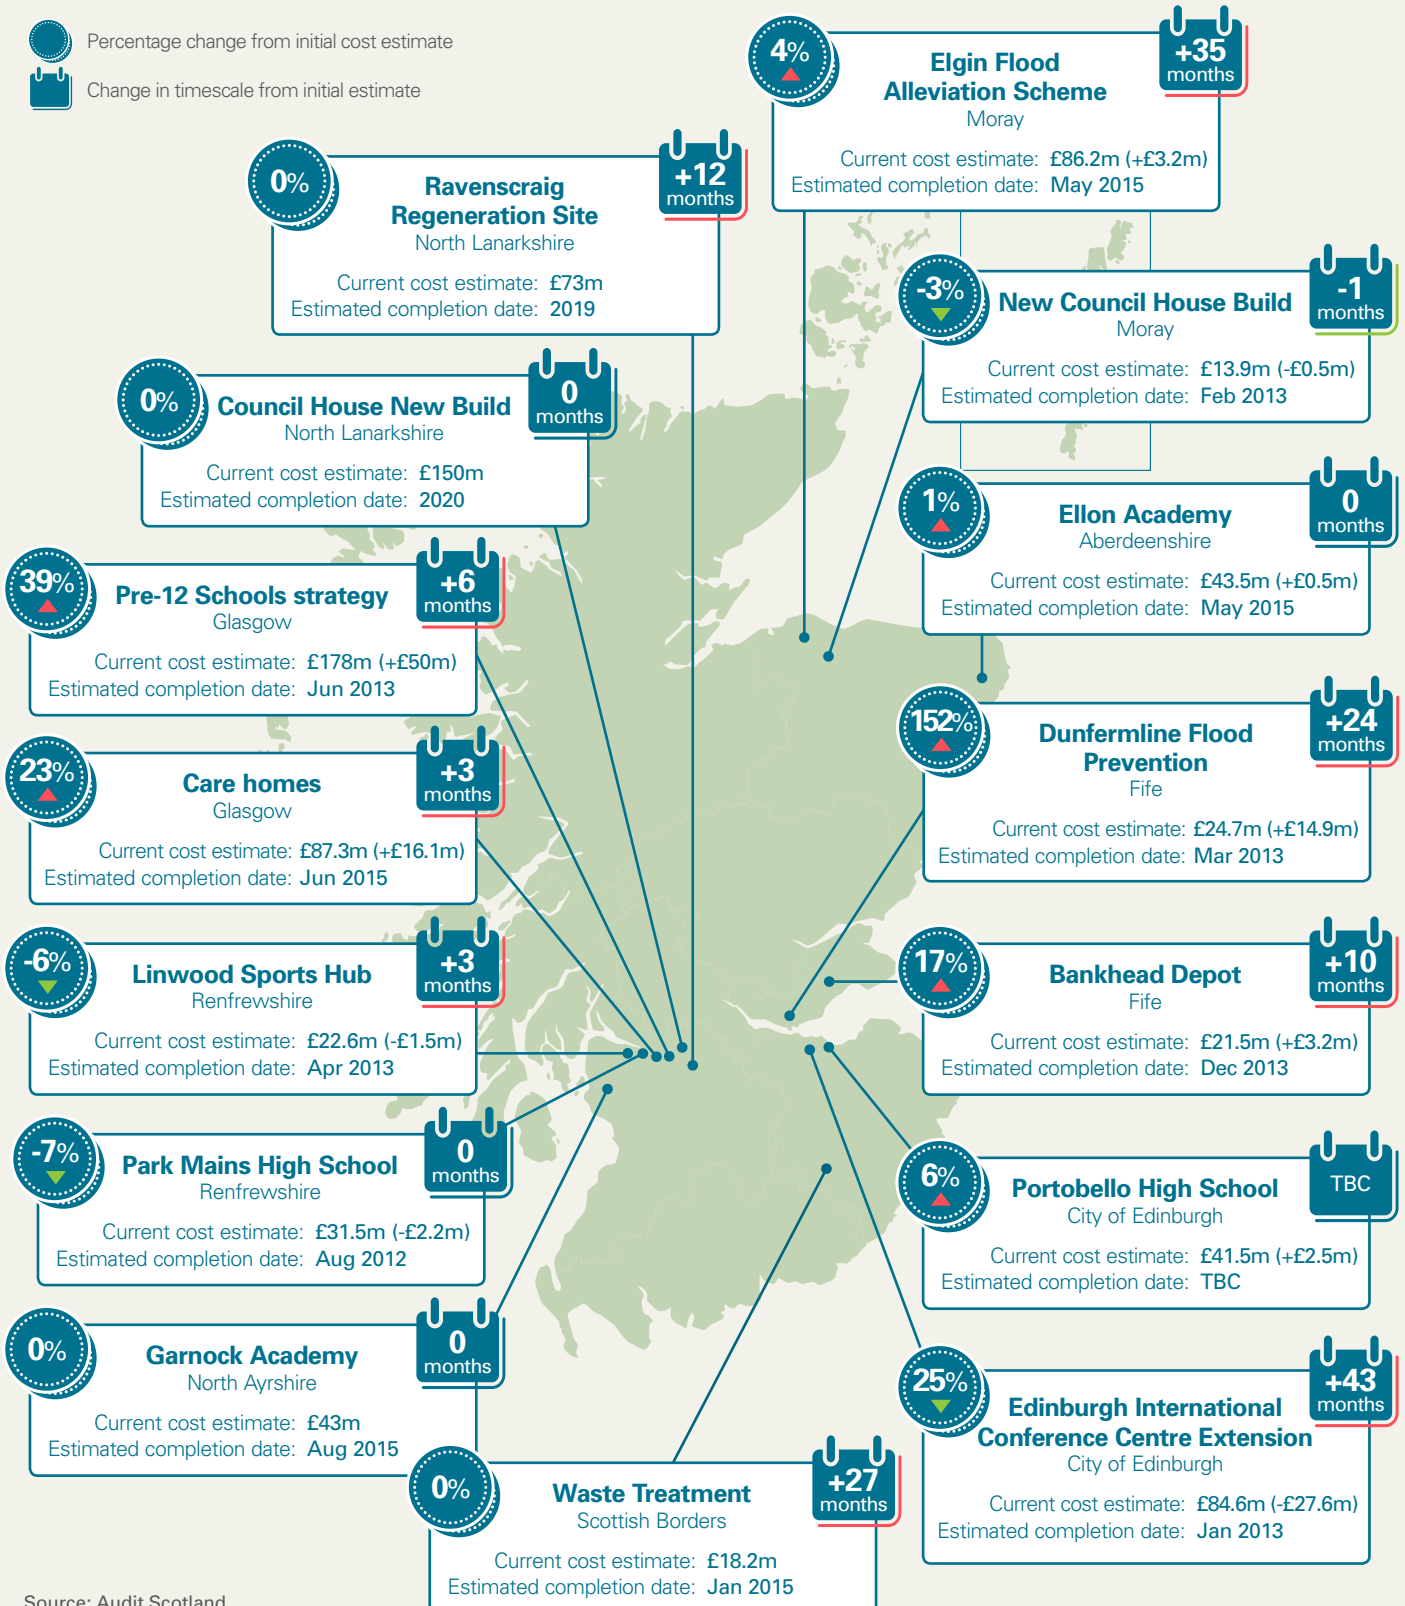 Percentage change from initial cost estimate
Change in timescale from initial estimate
4%
Elgin Flood
Alleviation Scheme
Moray
+35
months
Current cost estimate: £86.2m (+£3.2m)
Estimated completion date: May 2015
0%
Ravenscraig
Regeneration Site
North Lanarkshire
+12
months
Current cost estimate: £73m
Estimated completion date: 2019
-3%
New Council House Build
Moray
-1
months
Current cost estimate: £13.9m (-£0.5m)
Estimated completion date: Feb 2013
0%
Council House New Build
North Lanarkshire
0
months
Current cost estimate: £150m
Estimated completion date: 2020
1%
Ellon Academy
Aberdeenshire
0
months
Current cost estimate: £43.5m (+£0.5m)
Estimated completion date: May 2015
39%
Pre-12 Schools strategy
Glasgow
+6
months
Current cost estimate: £178m (+£50m)
Estimated completion date: Jun 2013
152%
Dunfermline Flood
Prevention
Fife
+24
months
Current cost estimate: £24.7m (+£14.9m)
Estimated completion date: Mar 2013
23%
Care homes
Glasgow
+3
months
Current cost estimate: £87.3m (+£16.1m)
Estimated completion date: Jun 2015
-6%
Linwood Sports Hub
Renfrewshire
+3
months
Current cost estimate: £22.6m (-£1.5m)
Estimated completion date: Apr 2013
17%
Bankhead Depot
Fife
+10
months
Current cost estimate: £21.5m (+£3.2m)
Estimated completion date: Dec 2013
-7%
Park Mains High School
Renfrewshire
0
months
Current cost estimate: £31.5m (-£2.2m)
Estimated completion date: Aug 2012
6%
Portobello High School
City of Edinburgh
TBC
Current cost estimate: £41.5m (+£2.5m)
Estimated completion date: TBC
0%
Garnock Academy
North Ayrshire
0
months
Current cost estimate: £43m
Estimated completion date: Aug 2015
25%
Edinburgh International
Conference Centre Extension
City of Edinburgh
+43
months
Current cost estimate: £84.6m (-£27.6m)
Estimated completion date: Jan 2013
0%
Waste Treatment
Scottish Borders
+27
months
Current cost estimate: £18.2m
Estimated completion date: Jan 2015
Source: Audit Scotland